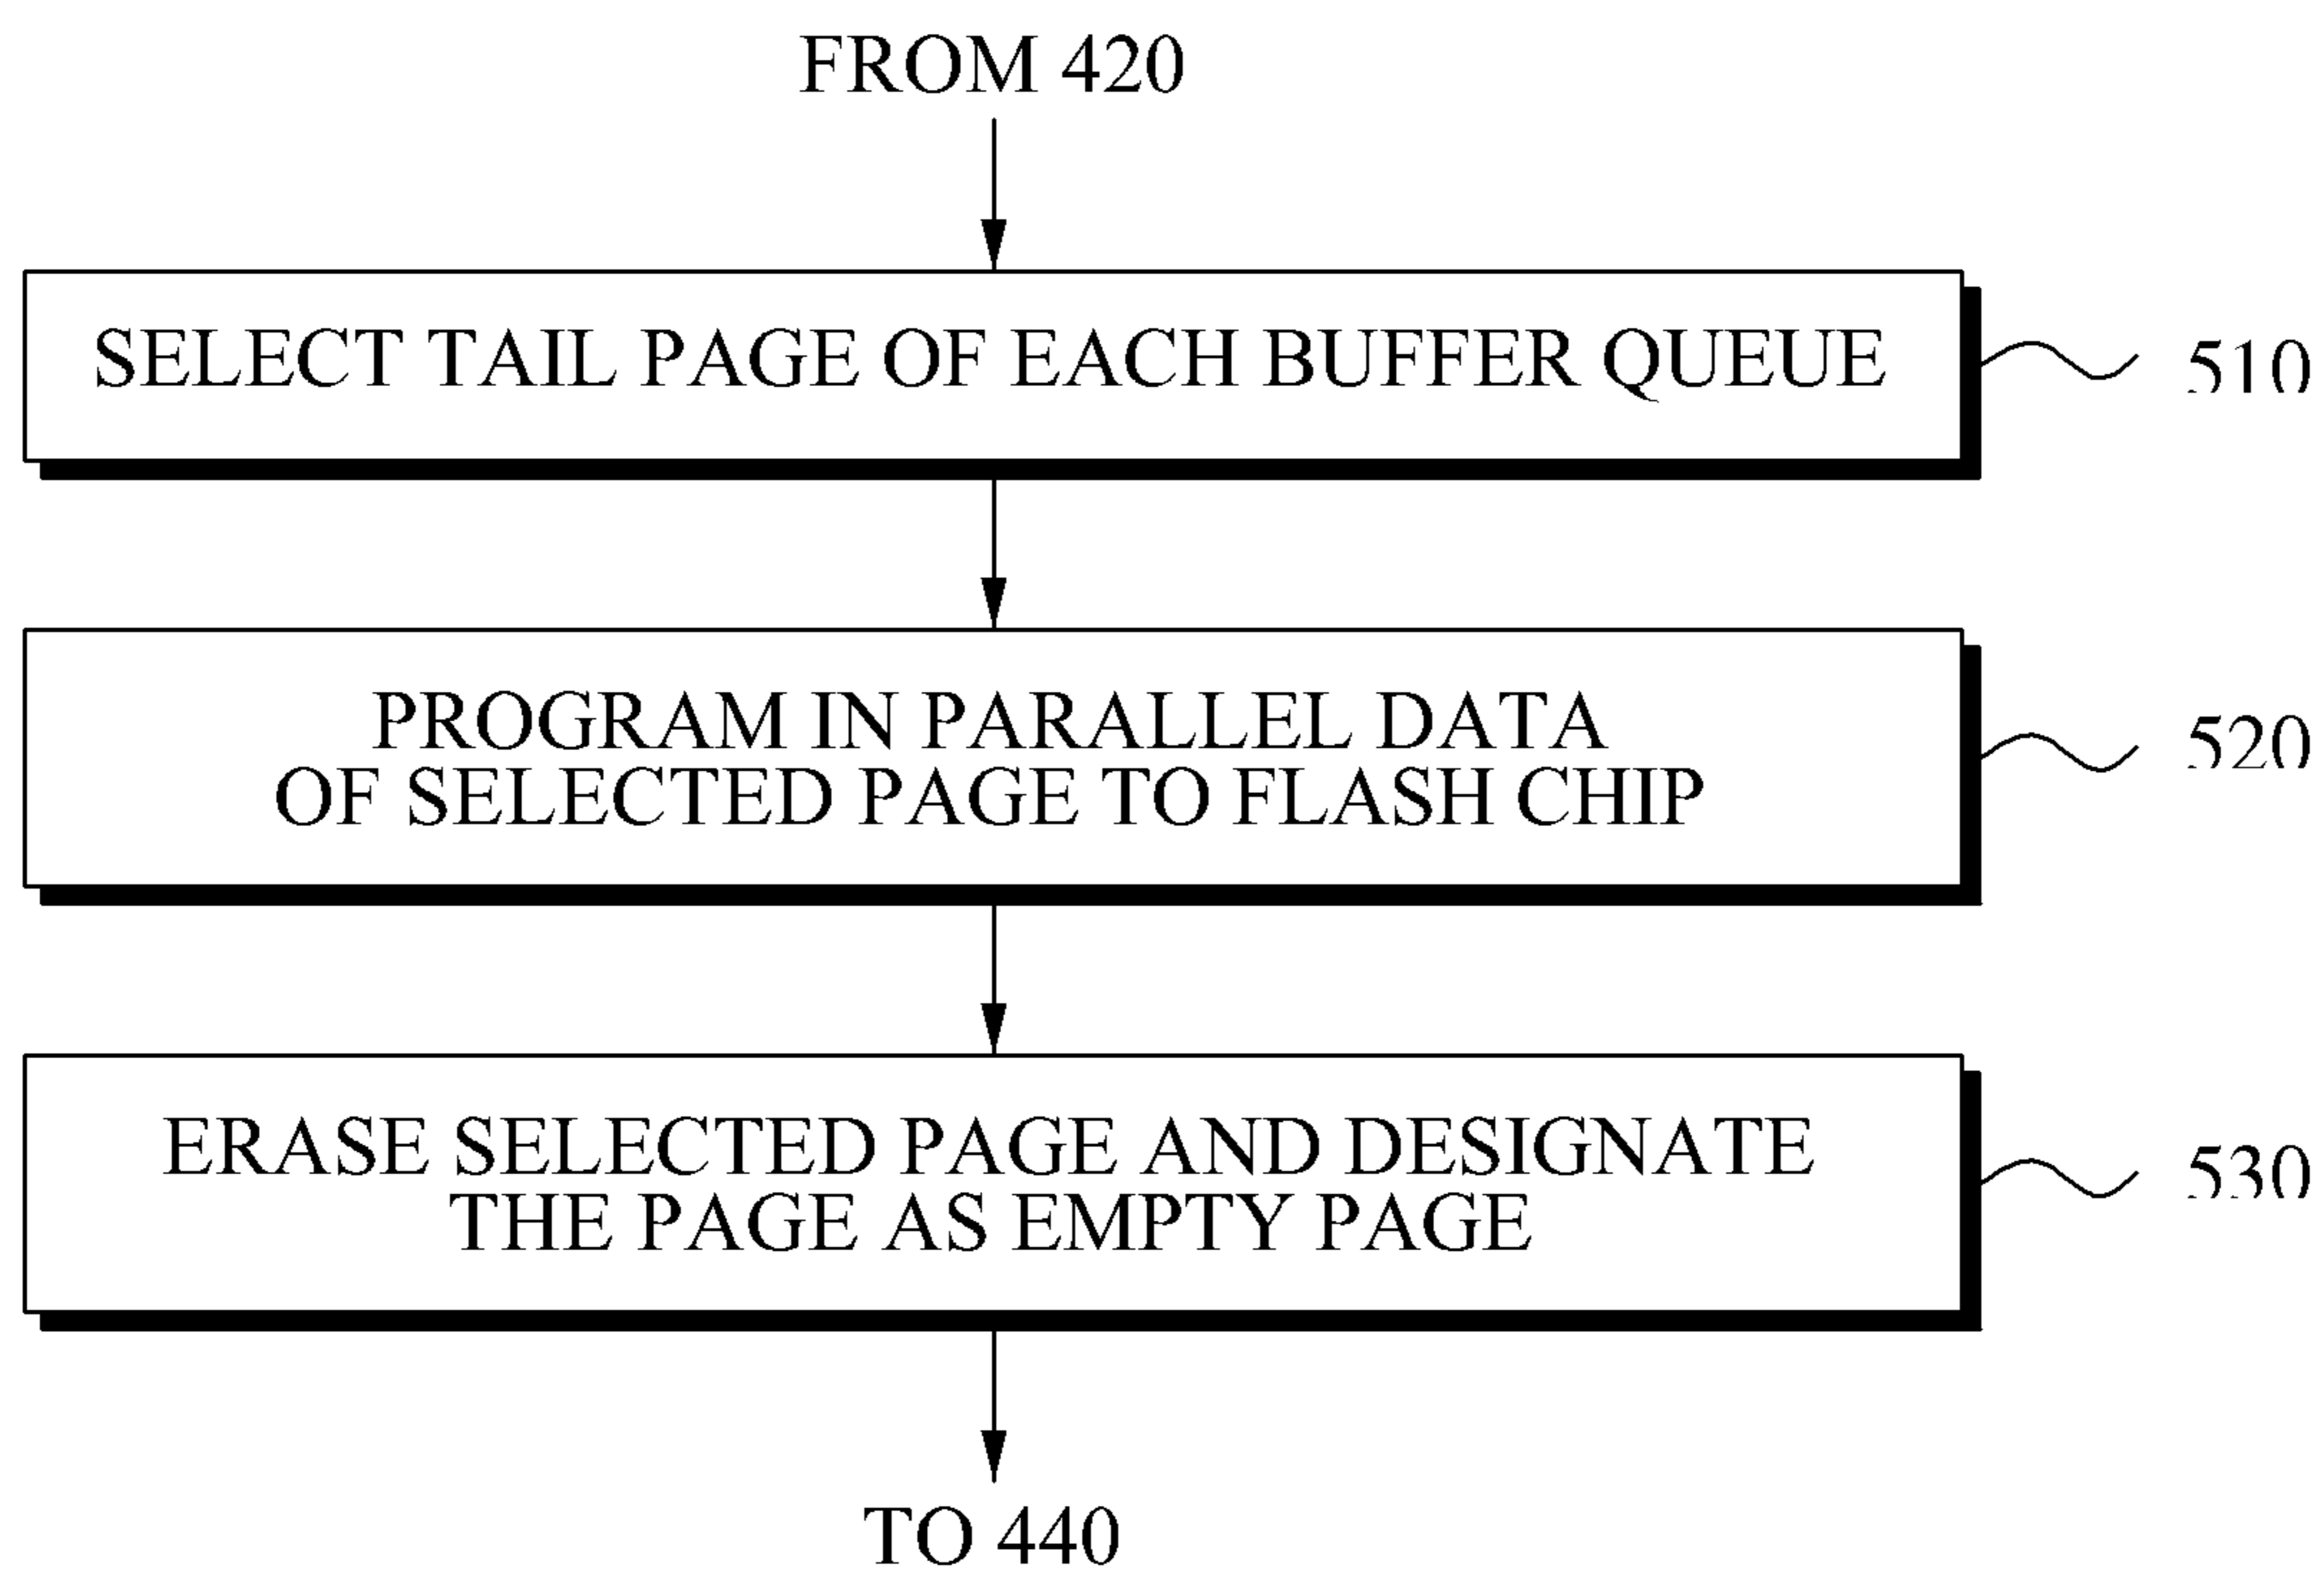 FROM 420
SELECT TAIL PAGE OF EACH BUFFER QUEUE
510
PROGRAM IN PARALLEL DATA
OF SELECTED PAGE TO FLASH CHIP
520
ERASE SELECTED PAGE AND DESIGNATE
THE PAGE AS EMPTY PAGE
530
TO 440